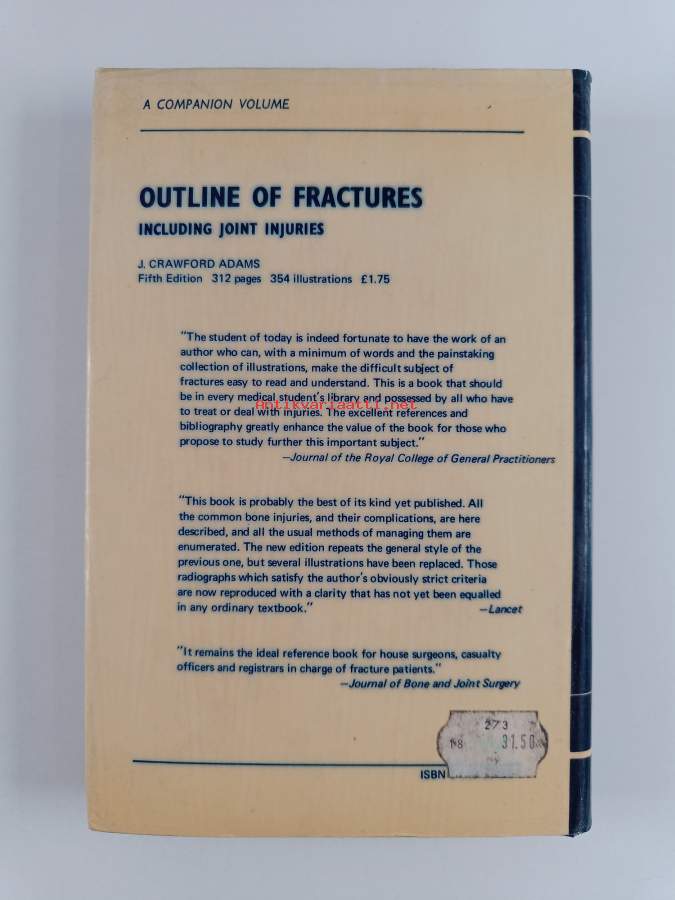 A COMPANION VOLUME
OUTLINE OF FRACTURES
INCLUDING JOINT INJURIES
J. CRAWFORD ADAMS
Fifth Edition 312 pages 354 illustrations £1.75
"The student of today is indeed fortunate to have the work of an
author who can, with a minimum of words and the painstaking
collection of illustrations, make the difficult subject of
fractures easy to read and understand. This is a book that should
be in every medical student's library and possessed by all who have
Antikvariaatti.net
to treat or deal with injuries. The excellent references and
bibliography greatly enhance the value of the book for those who
propose to study further this important subject."
—Journal of the Royal College of General Practitioners
"This book is probably the best of its kind yet published. All
the common bone injuries, and their complications, are here
described, and all the usual methods of managing them are
enumerated. The new edition repeats the general style of the
previous one, but several illustrations have been replaced. Those
radiographs which satisfy the author's obviously strict criteria
are now reproduced with a clarity that has not yet been equalled
in any ordinary textbook." —Lancet
"It remains the ideal reference book for house surgeons, casualty
officers and registrars in charge of fracture patients."
—Journal of Bone and Joint Surgery
273
31.50
ISBN